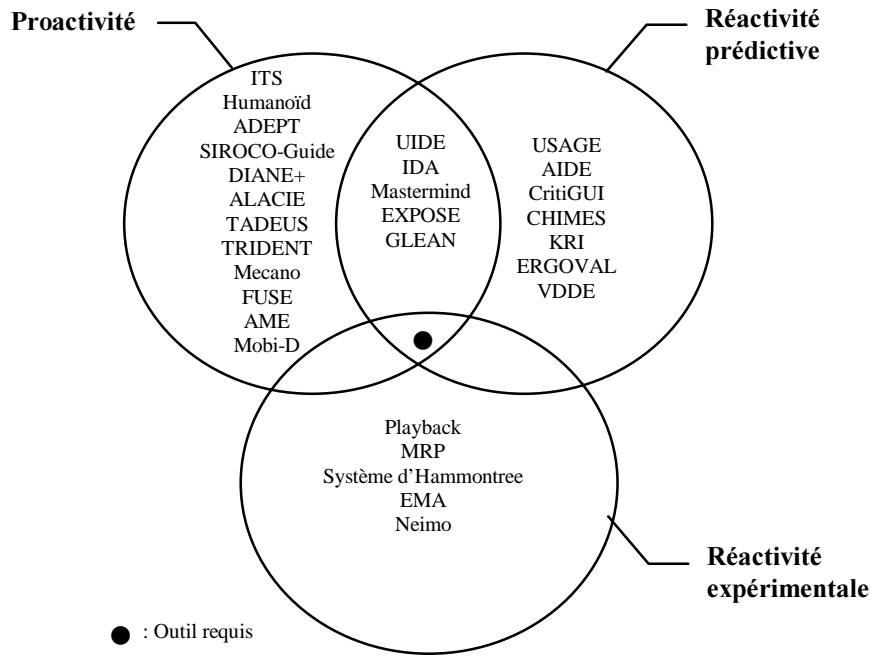 Proactivité
Réactivité
prédictive
ITS
Humanoïd
ADEPT
SIROCO-Guide
DIANE+
ALACIE
TADEUS
TRIDENT
Mecano
FUSE
AME
Mobi-D
UIDE
IDA
Mastermind
EXPOSE
GLEAN
USAGE
AIDE
CritiGUI
CHIMES
KRI
ERGOVAL
VDDE
Playback
MRP
Système d’Hammontree
EMA
Neimo
Réactivité
expérimentale
: Outil requis